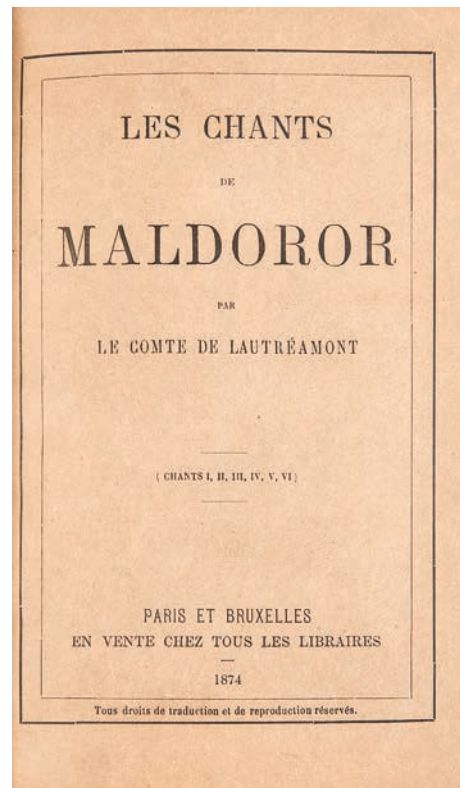 LES CHANTS
DE
MALDOROR
PAR
LE COMTE DE LAUTRÉAMONT
( CHANTS I, II, III, IV, V, VI )
PARIS ET BRUXELLES
EN VENTE CHEZ TOUS LES LIBRAIRES
—
1874
Tous droits de traduction et de reproduction réservés.